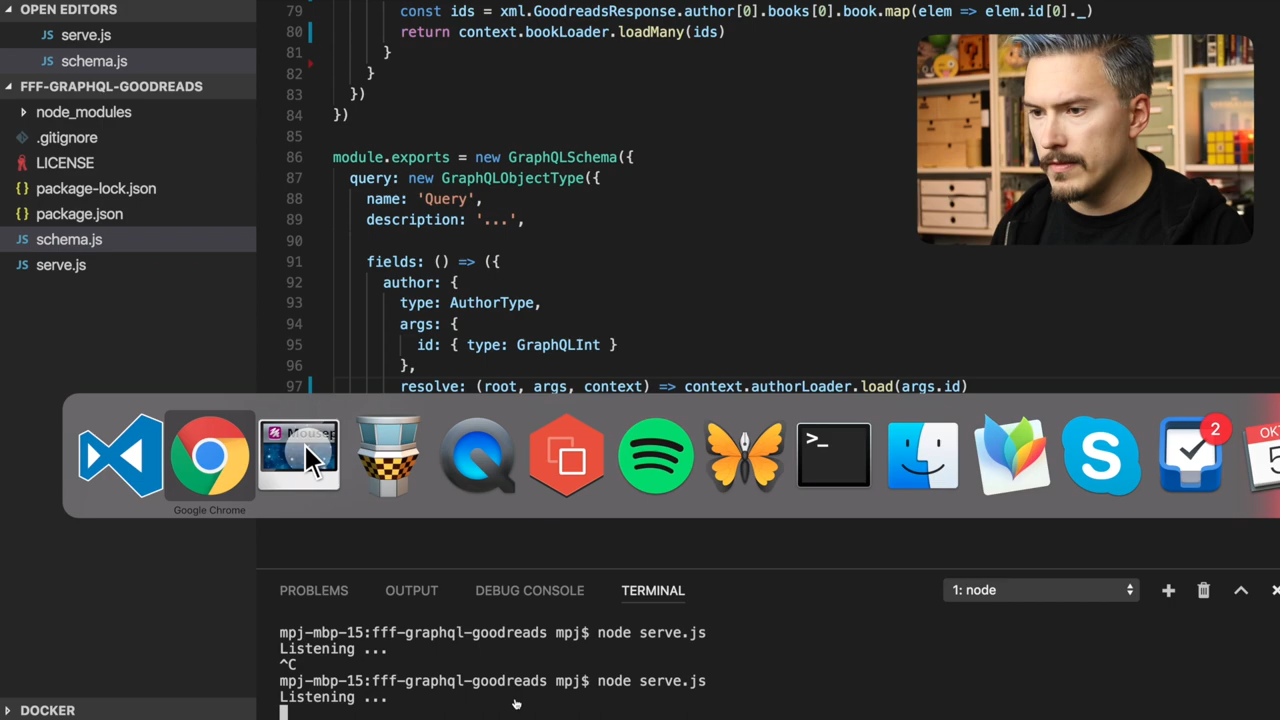 OPEN EDITORS
JS serve.js
JS schema.js
FFF-GRAPHQL-GOODREADS
node_modules
.gitignore
LICENSE
{} package-lock.json
{} package.json
JS schema.js
JS serve.js
DOCKER
79 const ids = xml.GoodreadsResponse.author[0].books[0].book.map(elem => elem.id[0]._)
80 return context.bookLoader.loadMany(ids)
81 }
82 }
83 })
84 })
85
86 module.exports = new GraphQLSchema({
87 query: new GraphQLObjectType({
88 name: 'Query',
89 description: '...',
90
91 fields: () => ({
92 author: {
93 type: AuthorType,
94 args: {
95 id: { type: GraphQLInt }
96 },
97 resolve: (root, args, context) => context.authorLoader.load(args.id)
>_
S
2
Google Chrome
PROBLEMS OUTPUT DEBUG CONSOLE TERMINAL 1: node
mpj-mbp-15:fff-graphql-goodreads mpj$ node serve.js
Listening ...
^C
mpj-mbp-15:fff-graphql-goodreads mpj$ node serve.js
Listening ...